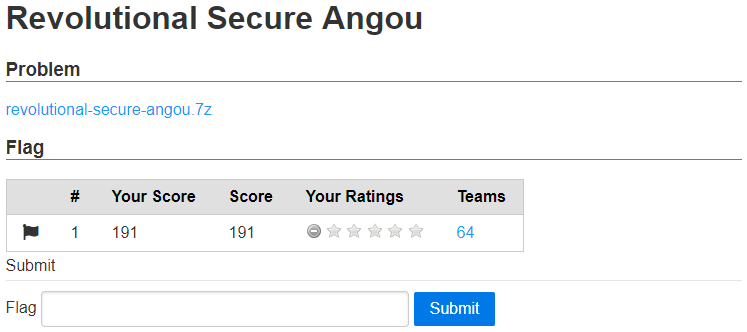 Revolutional Secure Angou
Problem
revolutional-secure-angou.7z
Flag
# Your Score Score Your Ratings Teams
1 191 191 64
Submit
Flag Submit